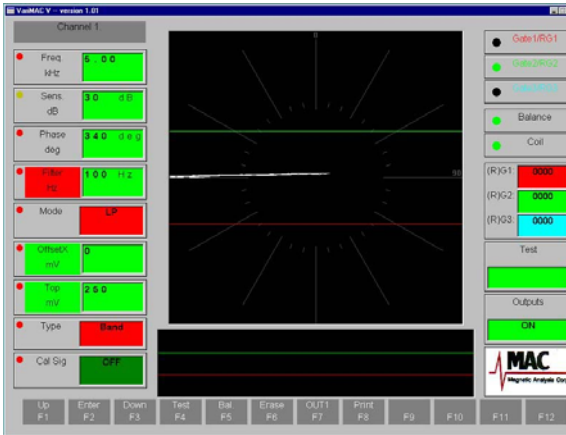 VariMAC V - version 1.01
Channel 1.
Freq. kHz 5.00
Sens. dB 30 dB
Phase deg 340 deg
Filter Hz 100 Hz
Mode LP
OffsetX mV 0
Top mV 250
Type Band
Cal Sig OFF
0
90
Gate1/RG1
Gate2/RG2
Balance
Coil
(R)G1: 0000
(R)G2: 0000
(R)G3: 0000
Test
Outputs
ON
MAC
Magnetic Analysis Corp
Up F1
Enter F2
Down F3
Test F4
Bal. F5
Erase F6
OUT1 F7
Print F8
F9
F10
F11
F12